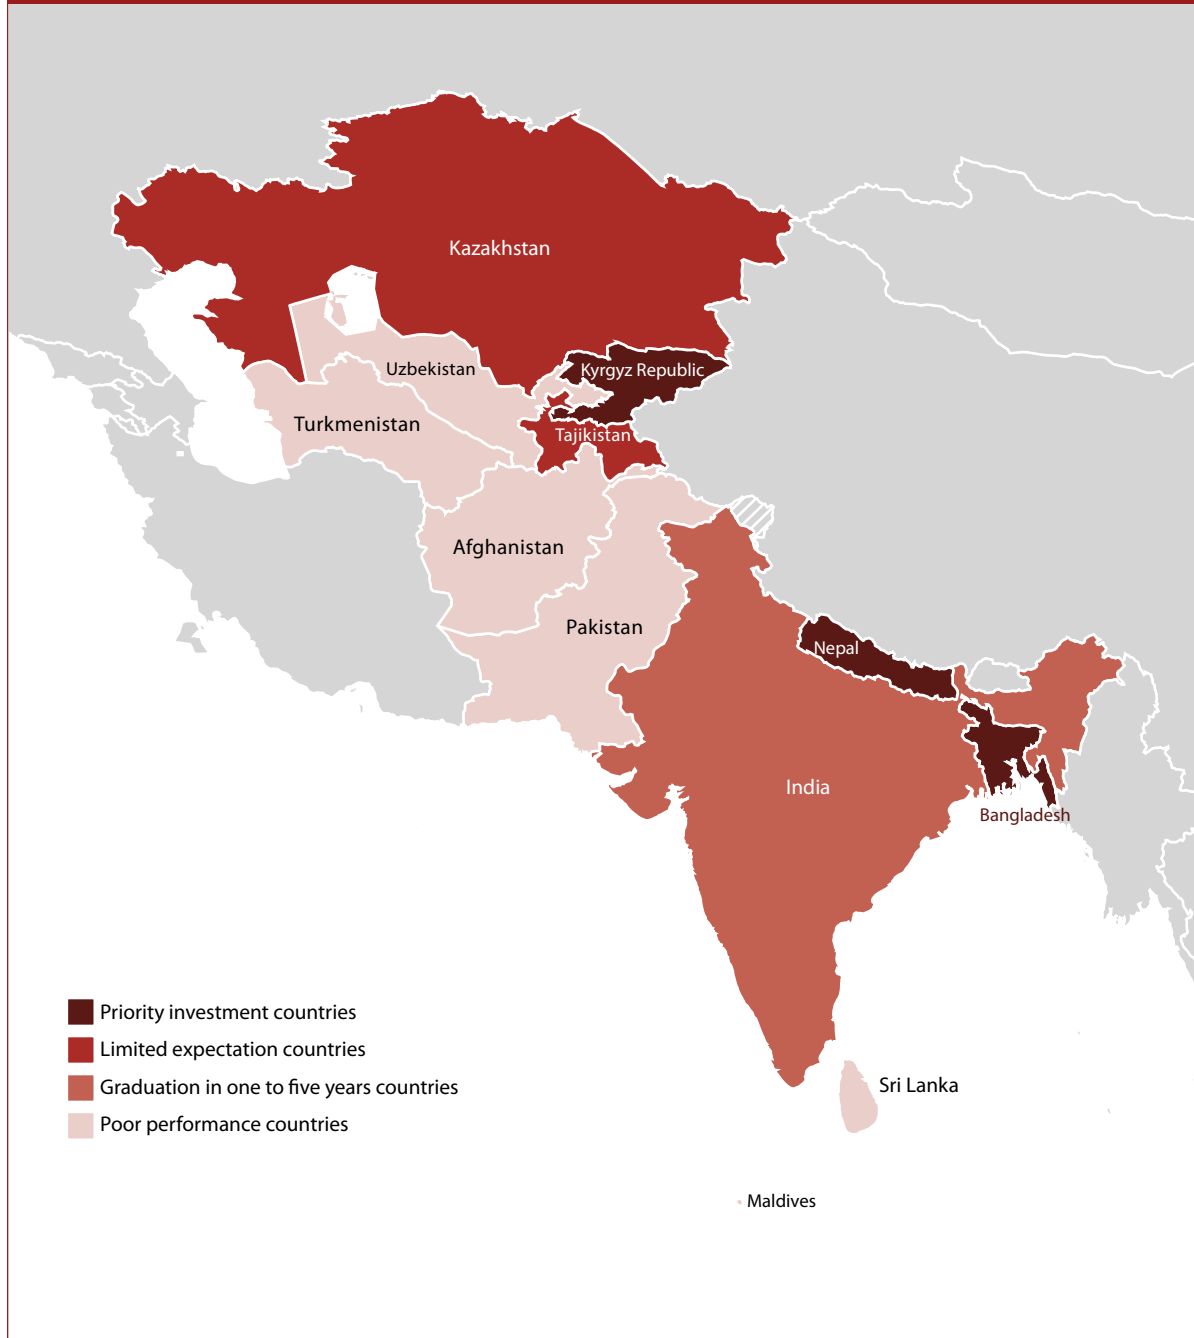 Kazakhstan
Uzbekistan
Kyrgyz Republic
Turkmenistan
Tajikistan
Afghanistan
Pakistan
Nepal
India
Bangladesh
Priority investment countries
Limited expectation countries
Graduation in one to five years countries
Poor performance countries
Sri Lanka
Maldives